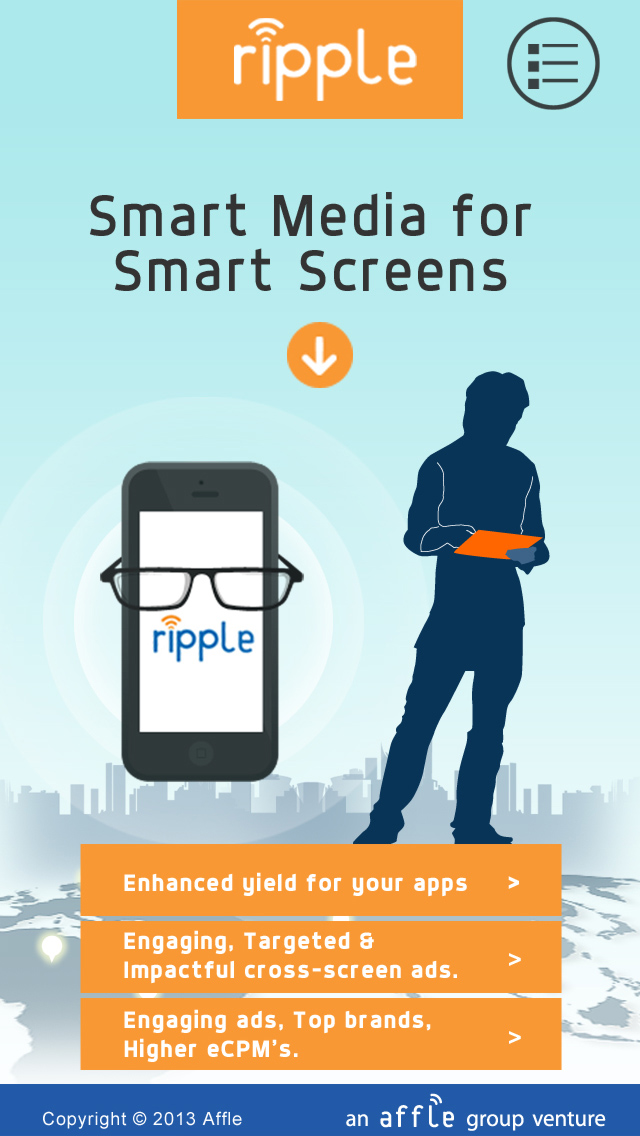 ripple
Smart Media for
Smart Screens
ripple
Enhanced yield for your apps >
Engaging, Targeted &
Impactful cross-screen ads. >
Engaging ads, Top brands,
Higher eCPM's. >
Copyright © 2013 Affle
an affle group venture